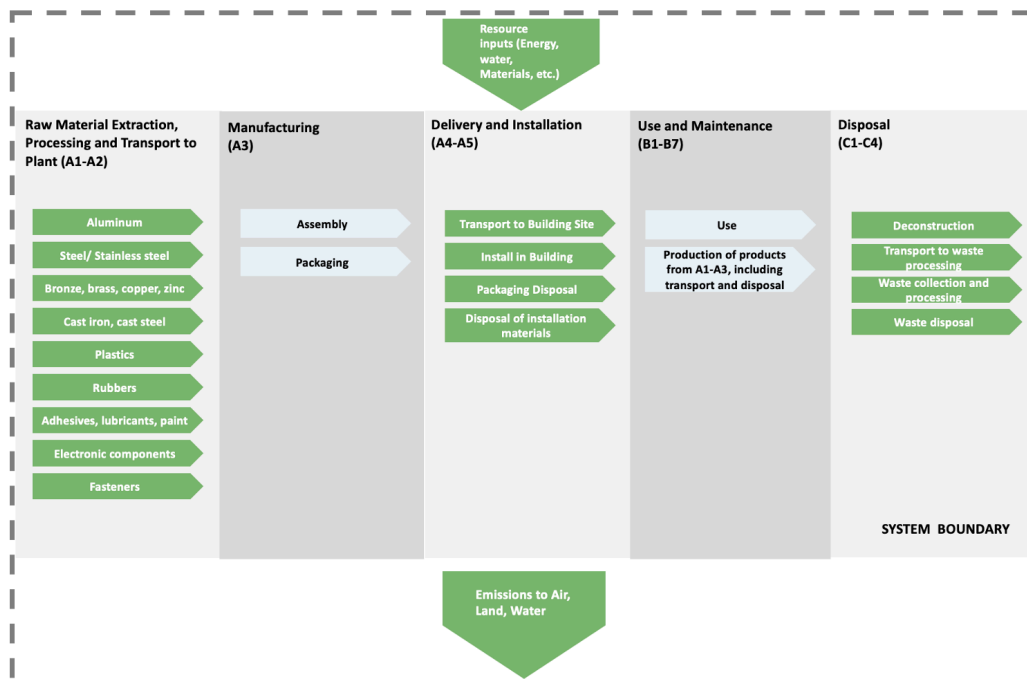 Resource
inputs (Energy,
water,
Materials, etc.)
Raw Material Extraction,
Processing and Transport to
Plant (A1-A2)
Aluminum
Steel/ Stainless steel
Bronze, brass, copper, zinc
Cast iron, cast steel
Plastics
Rubbers
Adhesives, lubricants, paint
Electronic components
Fasteners
Manufacturing
(A3)
Assembly
Packaging
Delivery and Installation
(A4-A5)
Transport to Building Site
Install in Building
Packaging Disposal
Disposal of installation
materials
Use and Maintenance
(B1-B7)
Use
Production of products
from A1-A3, including
transport and disposal
Disposal
(C1-C4)
Deconstruction
Transport to waste
processing
Waste collection and
processing
Waste disposal
SYSTEM BOUNDARY
Emissions to Air,
Land, Water